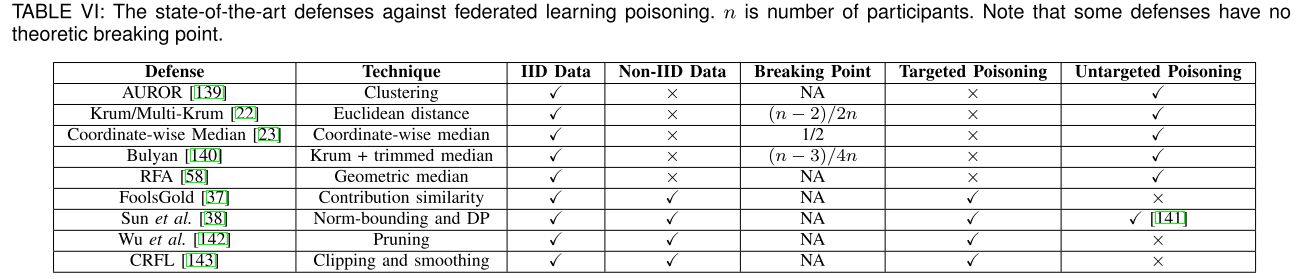 TABLE VI: The state-of-the-art defenses against federated learning poisoning. n is number of participants. Note that some defenses have no
theoretic breaking point.
Defense Technique IID Data Non-IID Data Breaking Point Targeted Poisoning Untargeted Poisoning
AUROR [139] Clustering ✓ × NA × ✓
Krum/Multi-Krum [22] Euclidean distance ✓ × (n − 2)/2n × ✓
Coordinate-wise Median [23] Coordinate-wise median ✓ × 1/2 × ✓
Bulyan [140] Krum + trimmed median ✓ × (n − 3)/4n × ✓
RFA [58] Geometric median ✓ × NA × ✓
FoolsGold [37] Contribution similarity ✓ ✓ NA ✓ ×
Sun et al. [38] Norm-bounding and DP ✓ ✓ NA ✓ ✓ [141]
Wu et al. [142] Pruning ✓ ✓ NA ✓ ×
CRFL [143] Clipping and smoothing ✓ ✓ NA ✓ ×